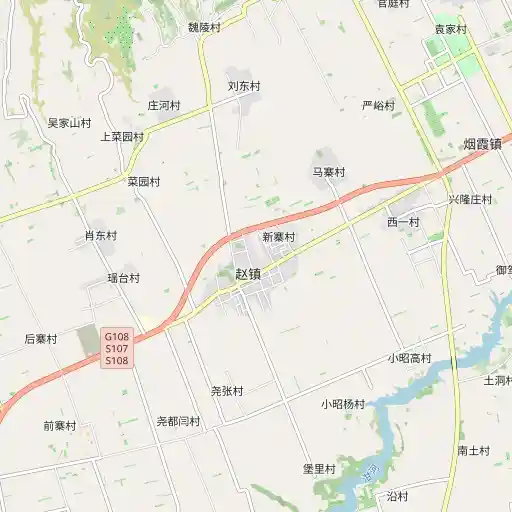 官庭村
魏陵村
袁家村
刘东村
庄河村
严峪村
吴家山村
上菜园村
烟霞镇
马寨村
菜园村
兴隆庄村
西一村
肖东村
新寨村
赵镇
瑶台村
G108
S107
S108
后寨村
小昭高村
土洞村
尧张村
小昭杨村
前寨村
尧都闫村
南土村
堡里村
沿村